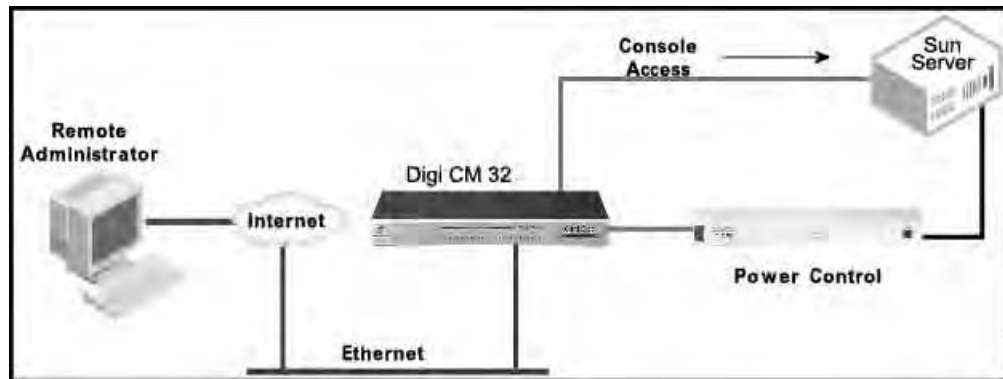 Console
Access
Sun
Server
Remote
Administrator
Digi CM 32
Internet
Power Control
Ethernet